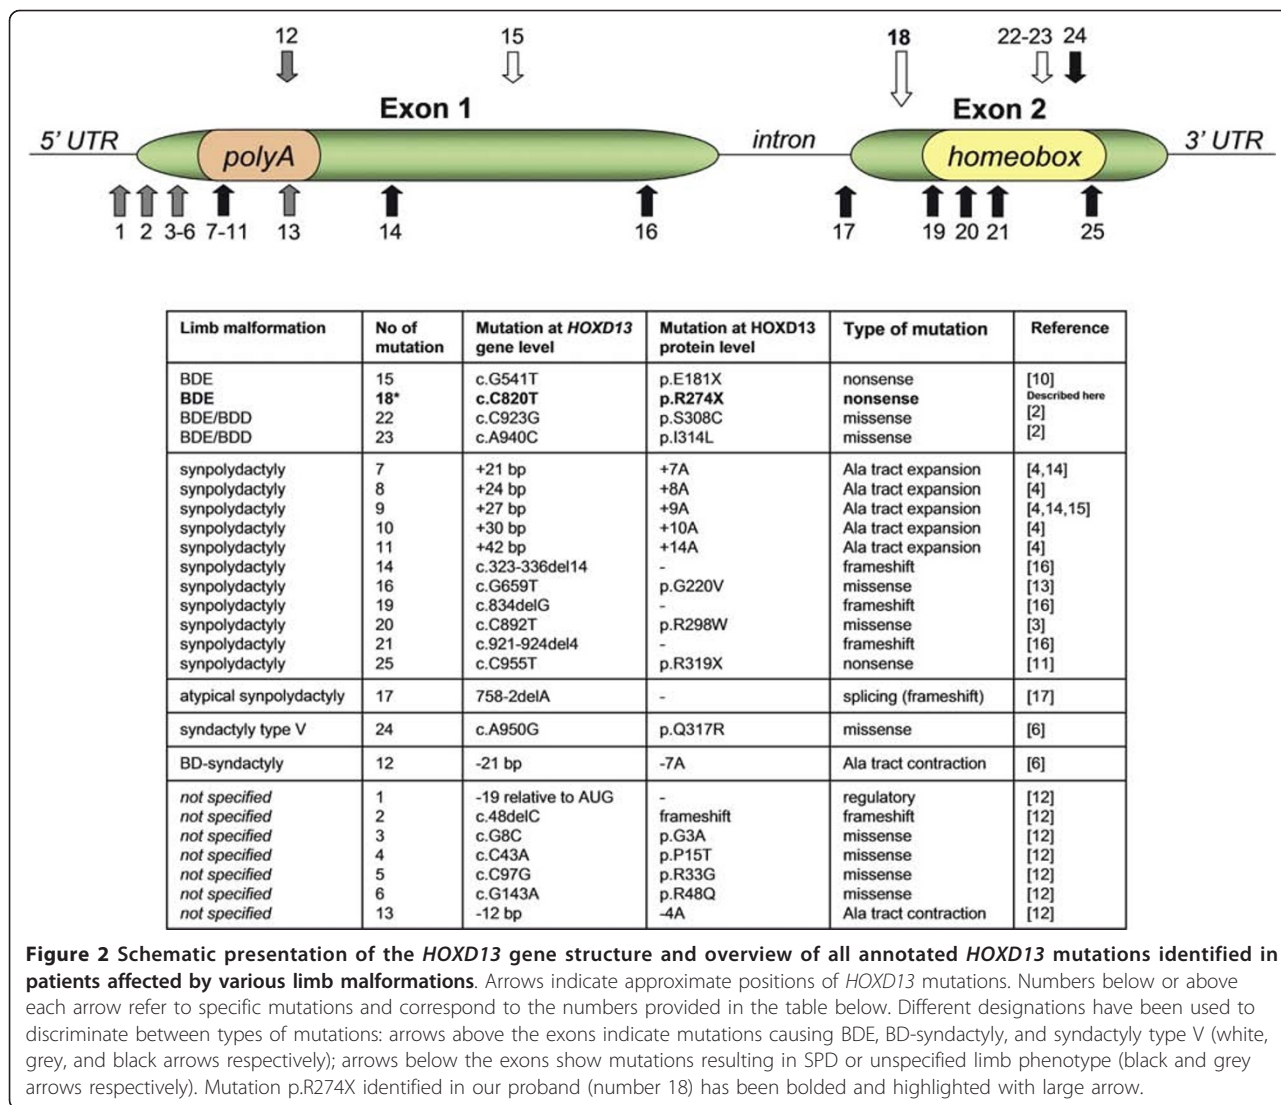 12 15 18 22-23 24
Exon 1 Exon 2
5’ UTR polyA intron homeobox 3’ UTR
1 2 3-6 7-11 13 14 16 17 19 20 21 25
Limb malformation No of mutation Mutation at HOXD13 gene level Mutation at HOXD13 protein level Type of mutation Reference
BDE 15 c.G541T p.E181X nonsense [10]
BDE 18* c.C820T p.R274X nonsense Described here
BDE/BDD 22 c.C923G p.S308C missense [2]
BDE/BDD 23 c.A940C p.I314L missense [2]
synpolydactyly 7 +21 bp +7A Ala tract expansion [4,14]
synpolydactyly 8 +24 bp +8A Ala tract expansion [4]
synpolydactyly 9 +27 bp +9A Ala tract expansion [4,14,15]
synpolydactyly 10 +30 bp +10A Ala tract expansion [4]
synpolydactyly 11 +42 bp +14A Ala tract expansion [4]
synpolydactyly 14 c.323-336del14 - frameshift [16]
synpolydactyly 16 c.G659T p.G220V missense [13]
synpolydactyly 19 c.834delG - frameshift [16]
synpolydactyly 20 c.C892T p.R298W missense [3]
synpolydactyly 21 c.921-924del4 - frameshift [16]
synpolydactyly 25 c.C955T p.R319X nonsense [11]
atypical synpolydactyly 17 758-2delA - splicing (frameshift) [17]
syndactyly type V 24 c.A950G p.Q317R missense [6]
BD-syndactyly 12 -21 bp -7A Ala tract contraction [6]
not specified 1 -19 relative to AUG - regulatory [12]
not specified 2 c.48delC frameshift frameshift [12]
not specified 3 c.G8C p.G3A missense [12]
not specified 4 c.C43A p.P15T missense [12]
not specified 5 c.C97G p.R33G missense [12]
not specified 6 c.G143A p.R48Q missense [12]
not specified 13 -12 bp -4A Ala tract contraction [12]
Figure 2 Schematic presentation of the HOXD13 gene structure and overview of all annotated HOXD13 mutations identified in
patients affected by various limb malformations. Arrows indicate approximate positions of HOXD13 mutations. Numbers below or above
each arrow refer to specific mutations and correspond to the numbers provided in the table below. Different designations have been used to
discriminate between types of mutations: arrows above the exons indicate mutations causing BDE, BD-syndactyly, and syndactyly type V (white,
grey, and black arrows respectively); arrows below the exons show mutations resulting in SPD or unspecified limb phenotype (black and grey
arrows respectively). Mutation p.R274X identified in our proband (number 18) has been bolded and highlighted with large arrow.